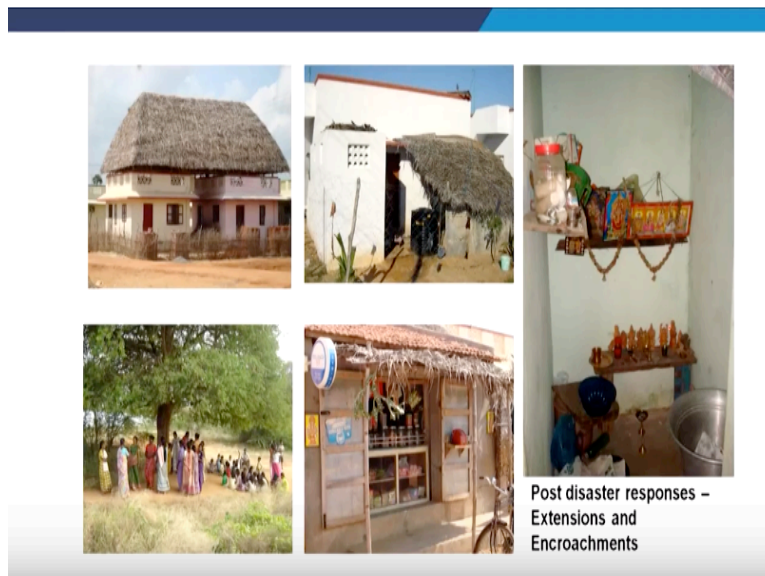 Post disaster responses –
Extensions and
Encroachments